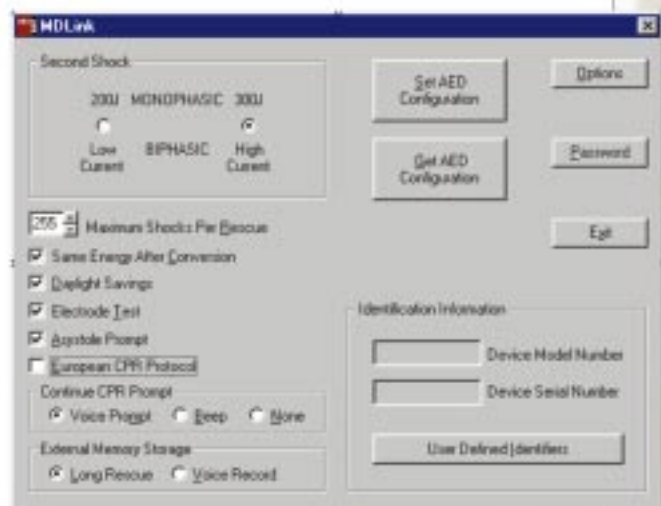 MDLink
Second Shock
200J MONOPHASIC 300J
Low Current BIPHASIC High Current
255 Maximum Shocks Per Rescue
Same Energy After Conversion
Daylight Savings
Electrode Test
Asystole Prompt
European CPR Protocol
Continue CPR Prompt
Voice Prompt Beep None
External Memory Storage
Long Rescue Voice Record
Set AED Configuration
Get AED Configuration
Options
Password
Exit
Identification Information
Device Model Number
Device Serial Number
User Defined Identifiers